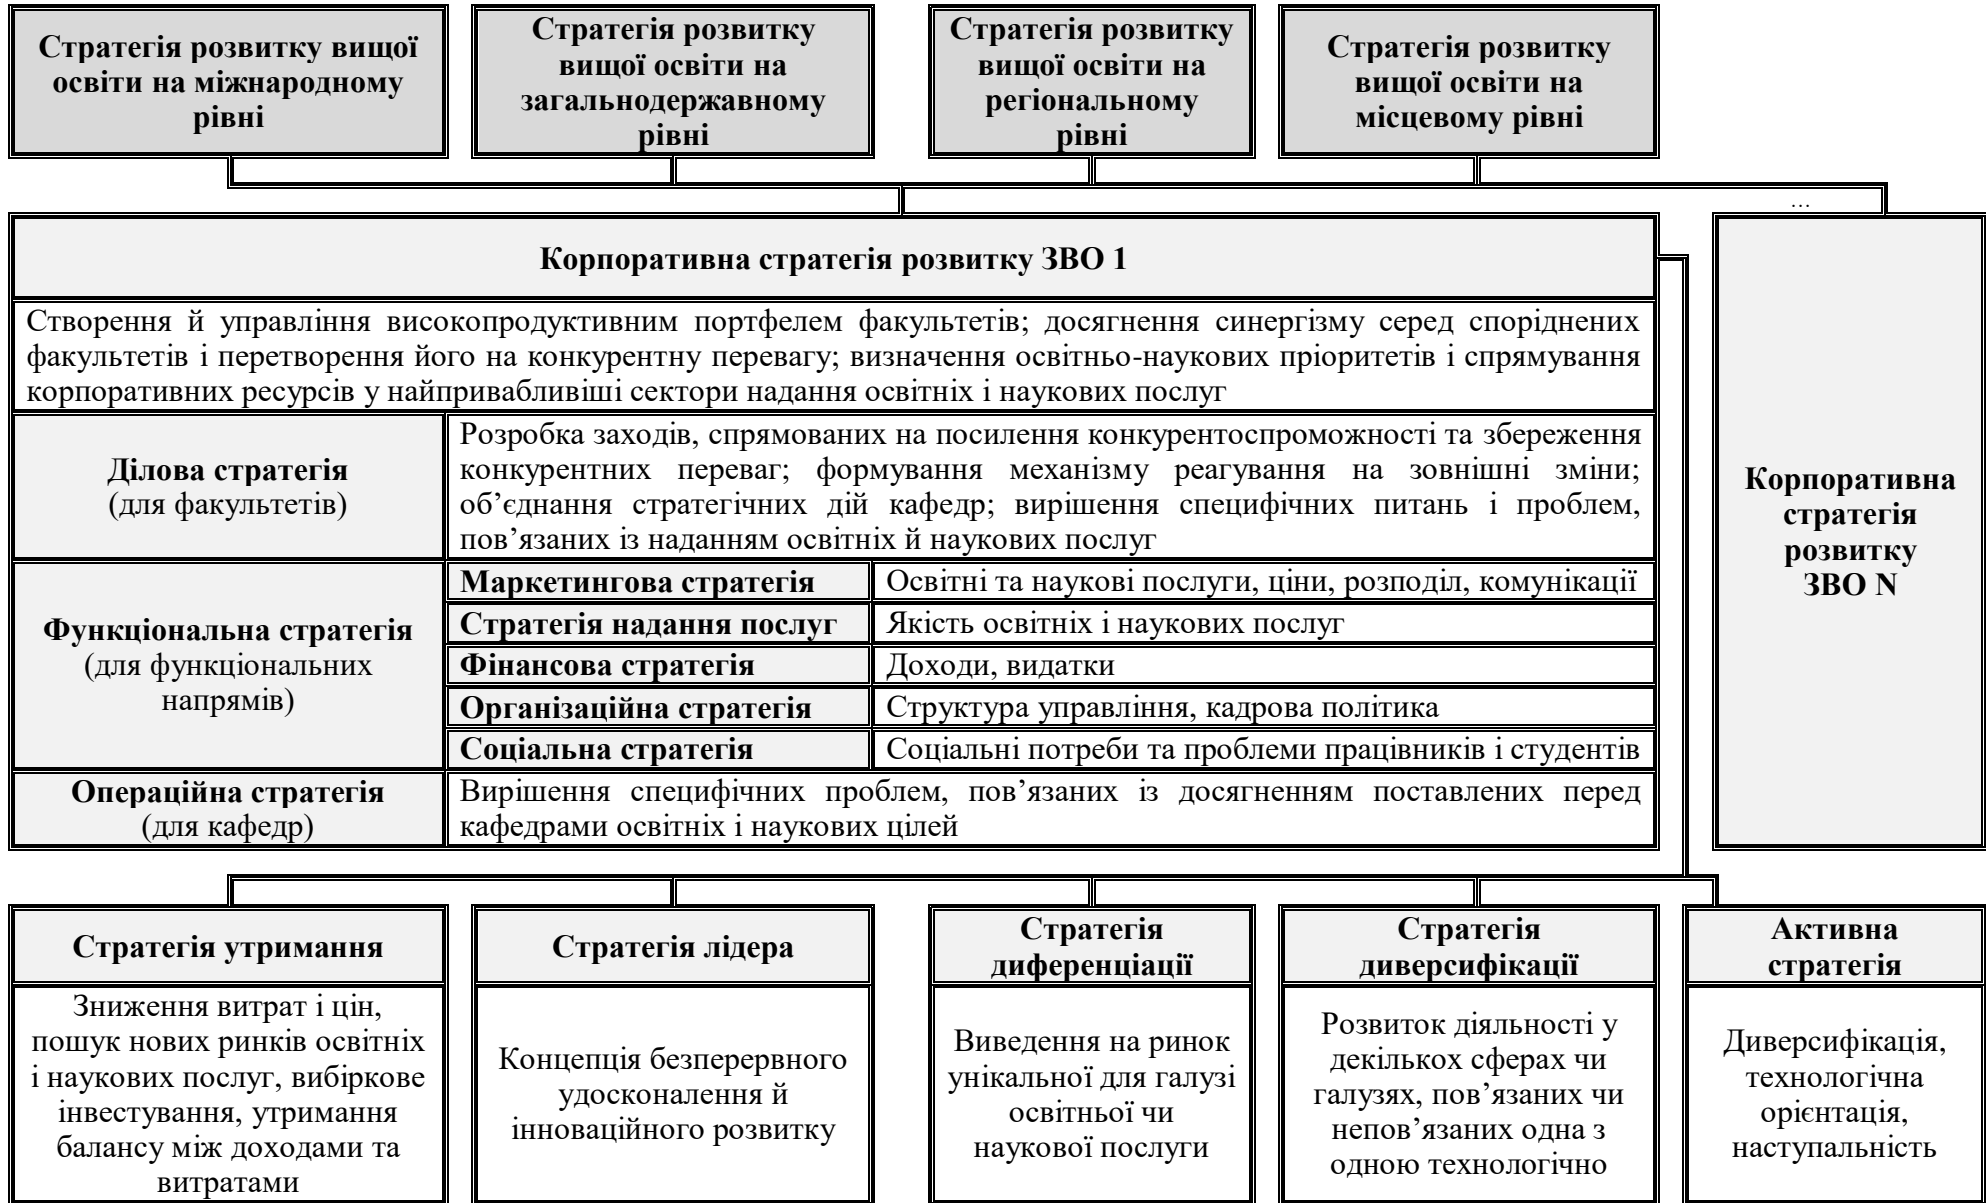 Стратегія розвитку вищої
освіти на міжнародному
рівні
Стратегія розвитку
вищої освіти на
загальнодержавному
рівні
Стратегія розвитку
вищої освіти на
регіональному
рівні
Стратегія розвитку
вищої освіти на
місцевому рівні
...
Корпоративна стратегія розвитку ЗВО 1
Створення й управління високопродуктивним портфелем факультетів; досягнення синергізму серед споріднених
факультетів і перетворення його на конкурентну перевагу; визначення освітньо-наукових пріоритетів і спрямування
корпоративних ресурсів у найпривабливіші сектори надання освітніх і наукових послуг
Ділова стратегія
(для факультетів)
Розробка заходів, спрямованих на посилення конкурентоспроможності та збереження
конкурентних переваг; формування механізму реагування на зовнішні зміни;
об’єднання стратегічних дій кафедр; вирішення специфічних питань і проблем,
пов’язаних із наданням освітніх й наукових послуг
Функціональна стратегія
(для функціональних
напрямів)
Маркетингова стратегія
Освітні та наукові послуги, ціни, розподіл, комунікації
Стратегія надання послуг
Якість освітніх і наукових послуг
Фінансова стратегія
Доходи, видатки
Організаційна стратегія
Структура управління, кадрова політика
Соціальна стратегія
Соціальні потреби та проблеми працівників і студентів
Операційна стратегія
(для кафедр)
Вирішення специфічних проблем, пов’язаних із досягненням поставлених перед
кафедрами освітніх і наукових цілей
Корпоративна
стратегія
розвитку
ЗВО N
Стратегія утримання
Зниження витрат і цін,
пошук нових ринків освітніх
і наукових послуг, вибіркове
інвестування, утримання
балансу між доходами та
витратами
Стратегія лідера
Концепція безперервного
удосконалення й
інноваційного розвитку
Стратегія
диференціації
Виведення на ринок
унікальної для галузі
освітньої чи
наукової послуги
Стратегія
диверсифікації
Розвиток діяльності у
декількох сферах чи
галузях, пов’язаних чи
непов’язаних одна з
одною технологічно
Активна
стратегія
Диверсифікація,
технологічна
орієнтація,
наступальність